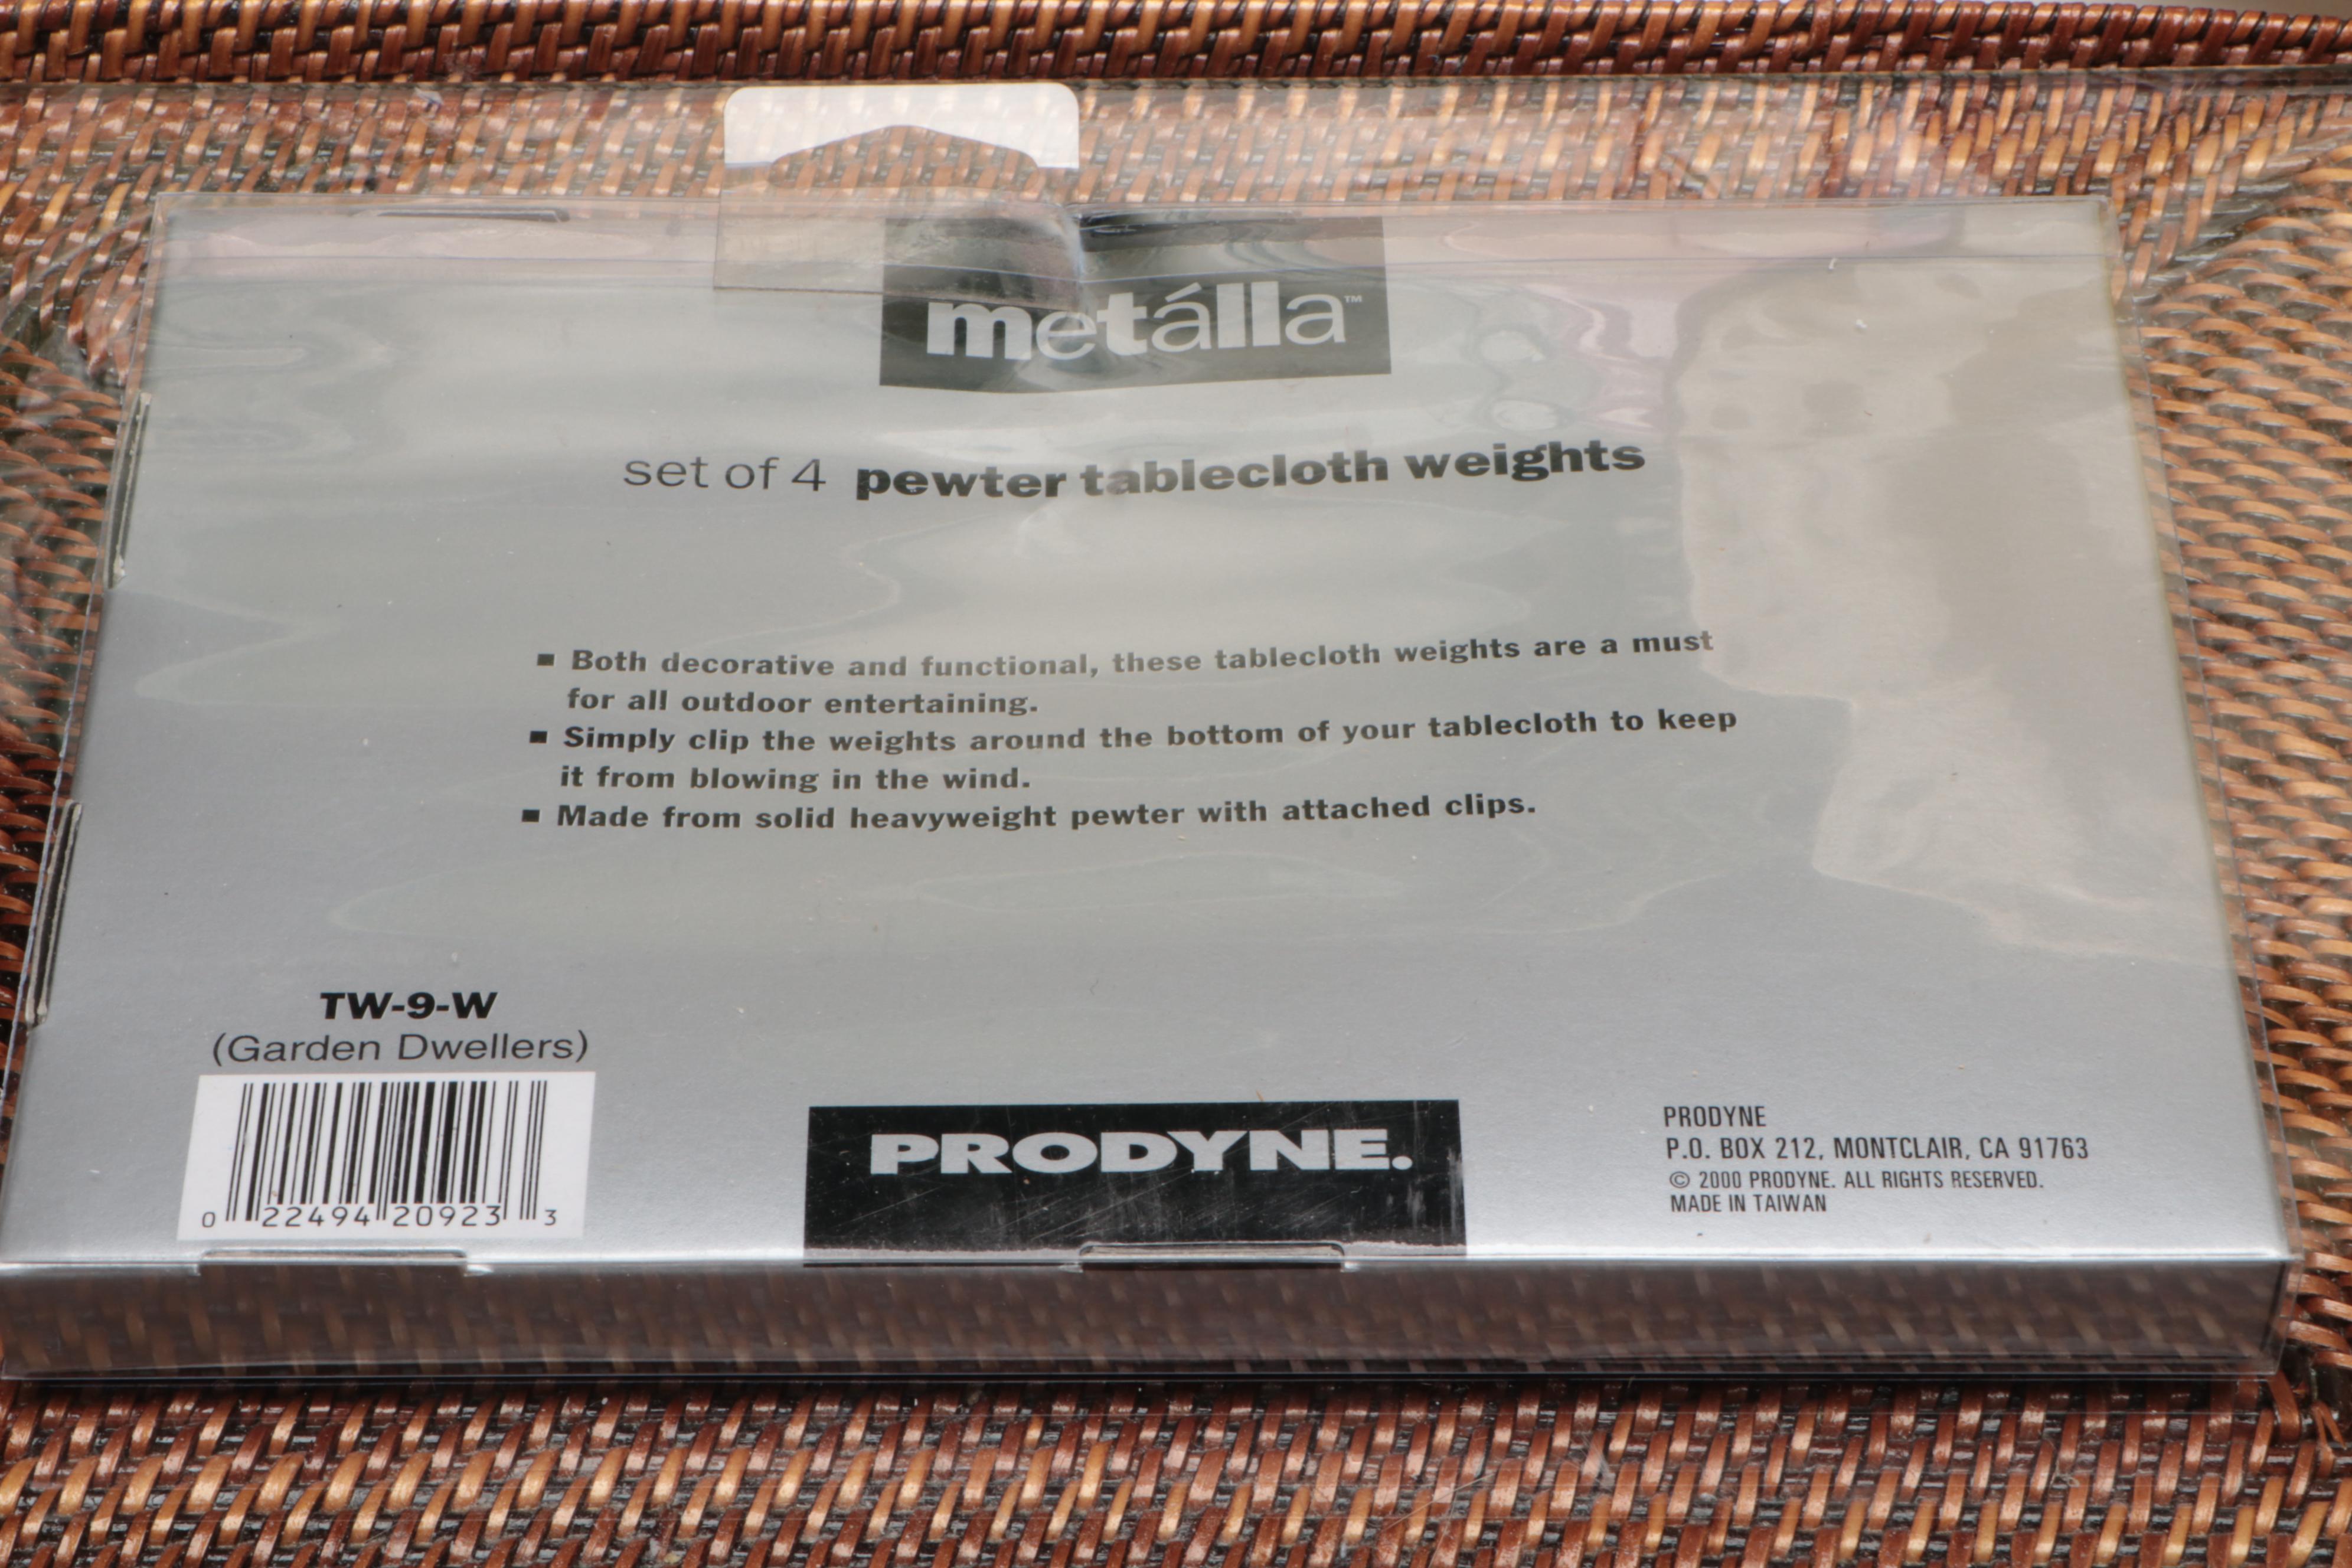 metálla™
set of 4 pewter tablecloth weights
▪ Both decorative and functional, these tablecloth weights are a must
for all outdoor entertaining.
▪ Simply clip the weights around the bottom of your tablecloth to keep
it from blowing in the wind.
▪ Made from solid heavyweight pewter with attached clips.
TW-9-W
(Garden Dwellers)
0 22494 20923 3
PRODYNE.
PRODYNE
P.O. BOX 212, MONTCLAIR, CA 91763
© 2000 PRODYNE. ALL RIGHTS RESERVED.
MADE IN TAIWAN